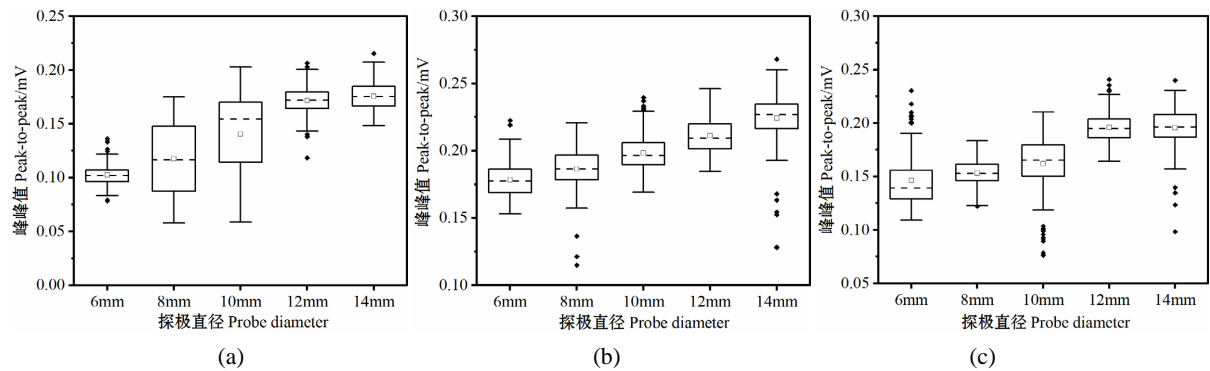 0.25
0.20
0.15
0.10
0.05
0.00
峰峰值 Peak-to-peak/mV
6mm 8mm 10mm 12mm 14mm
探极直径 Probe diameter
(a)
0.30
0.25
0.20
0.15
0.10
峰峰值 Peak-to-peak/mV
6mm 8mm 10mm 12mm 14mm
探极直径 Probe diameter
(b)
0.30
0.25
0.20
0.15
0.10
0.05
峰峰值 Peak-to-peak/mV
6mm 8mm 10mm 12mm 14mm
探极直径 Probe diameter
(c)